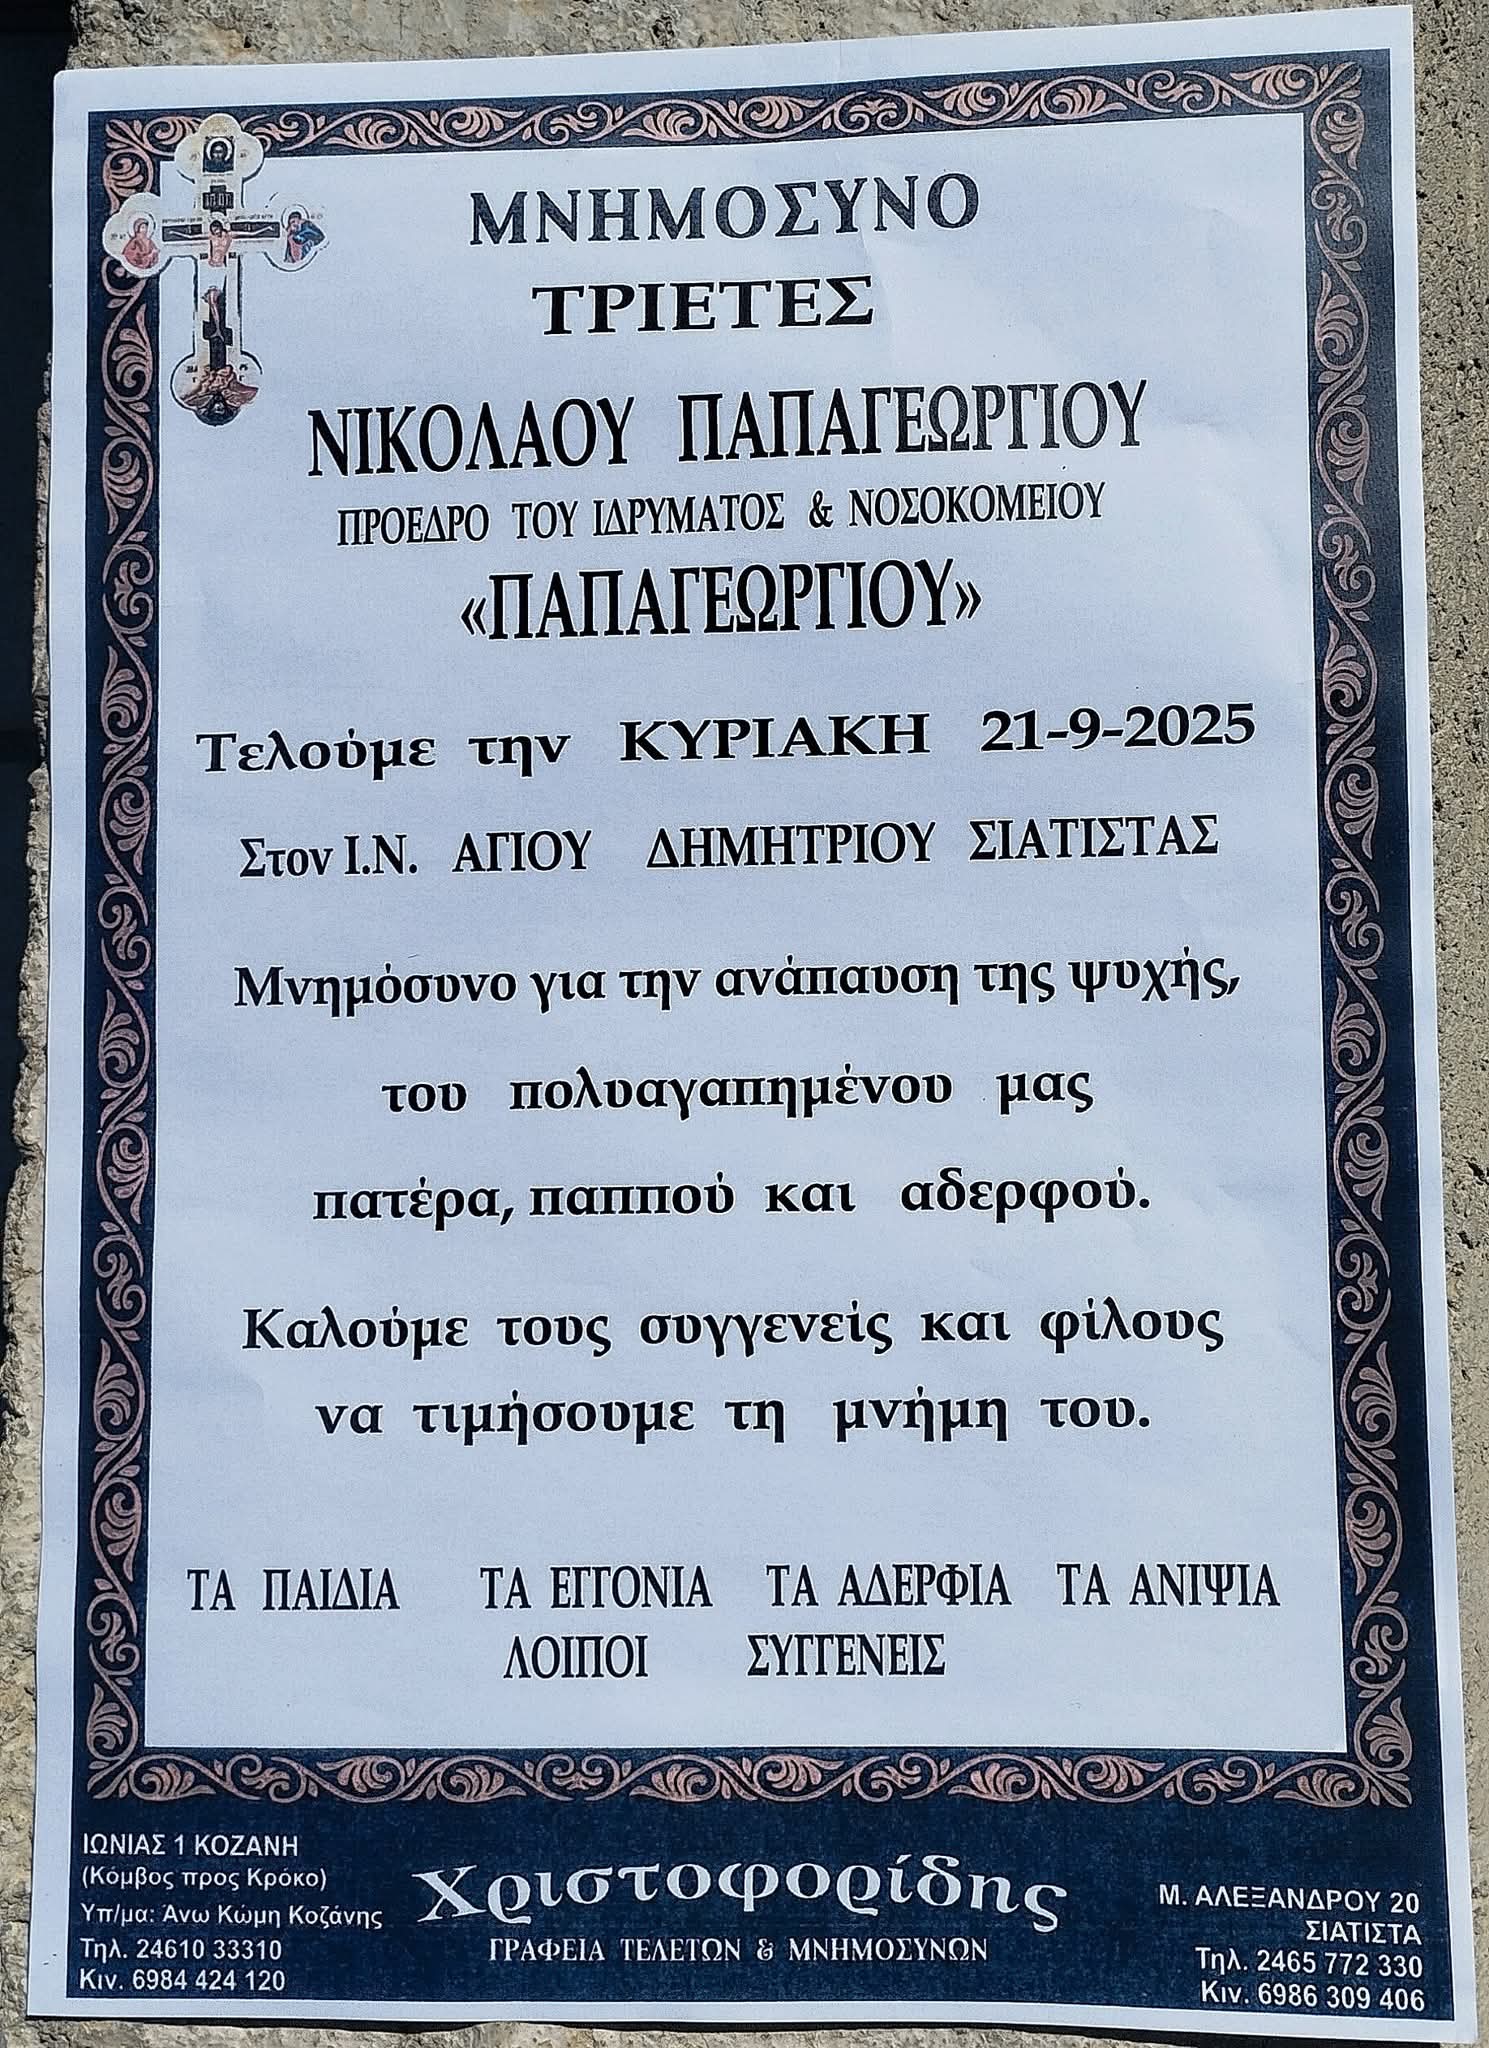 ΜΝΗΜΟΣΥΝΟ
ΤΡΙΕΤΕΣ
ΝΙΚΟΛΑΟΥ ΠΑΠΑΓΕΩΡΓΙΟΥ
ΠΡΟΕΔΡΟ ΤΟΥ ΙΔΡΥΜΑΤΟΣ & ΝΟΣΟΚΟΜΕΙΟΥ
«ΠΑΠΑΓΕΩΡΓΙΟΥ»
Τελούμε την ΚΥΡΙΑΚΗ 21-9-2025
Στον Ι.Ν. ΑΓΙΟΥ ΔΗΜΗΤΡΙΟΥ ΣΙΑΤΙΣΤΑΣ
Μνημόσυνο για την ανάπαυση της ψυχής,
του πολυαγαπημένου μας
πατέρα, παππού και αδερφού.
Καλούμε τους συγγενείς και φίλους
να τιμήσουμε τη μνήμη του.
ΤΑ ΠΑΙΔΙΑ ΤΑ ΕΓΓΟΝΙΑ ΤΑ ΑΔΕΡΦΙΑ ΤΑ ΑΝΙΨΙΑ
ΛΟΙΠΟΙ ΣΥΓΓΕΝΕΙΣ
ΙΩΝΙΑΣ 1 ΚΟΖΑΝΗ
(Κόμβος προς Κρόκο)
Υπ/μα: Άνω Κώμη Κοζάνης
Τηλ. 24610 33310
Κιν. 6984 424 120
Χριστοφορίδης
ΓΡΑΦΕΙΑ ΤΕΛΕΤΩΝ & ΜΝΗΜΟΣΥΝΩΝ
Μ. ΑΛΕΞΑΝΔΡΟΥ 20
ΣΙΑΤΙΣΤΑ
Τηλ. 2465 772 330
Κιν. 6986 309 406